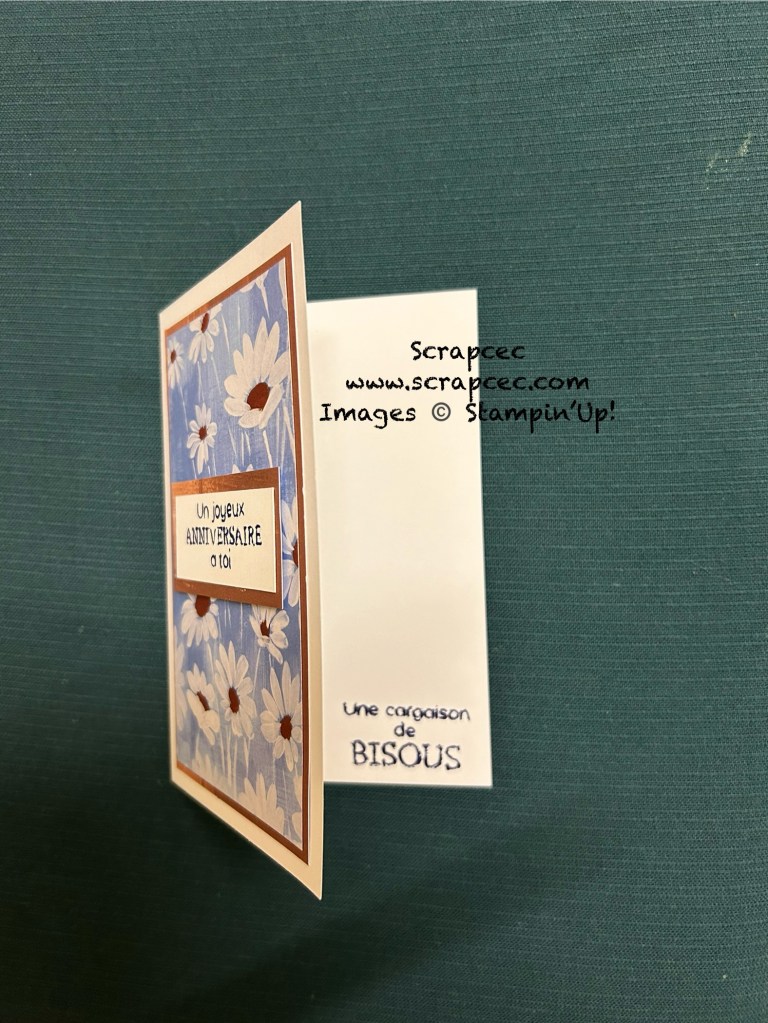 Scrapcec
www.scrapcec.com
Images © Stampin'Up!
Un joyeux
ANNIVERSAIRE
a toi
Une cargaison
de
BISOUS